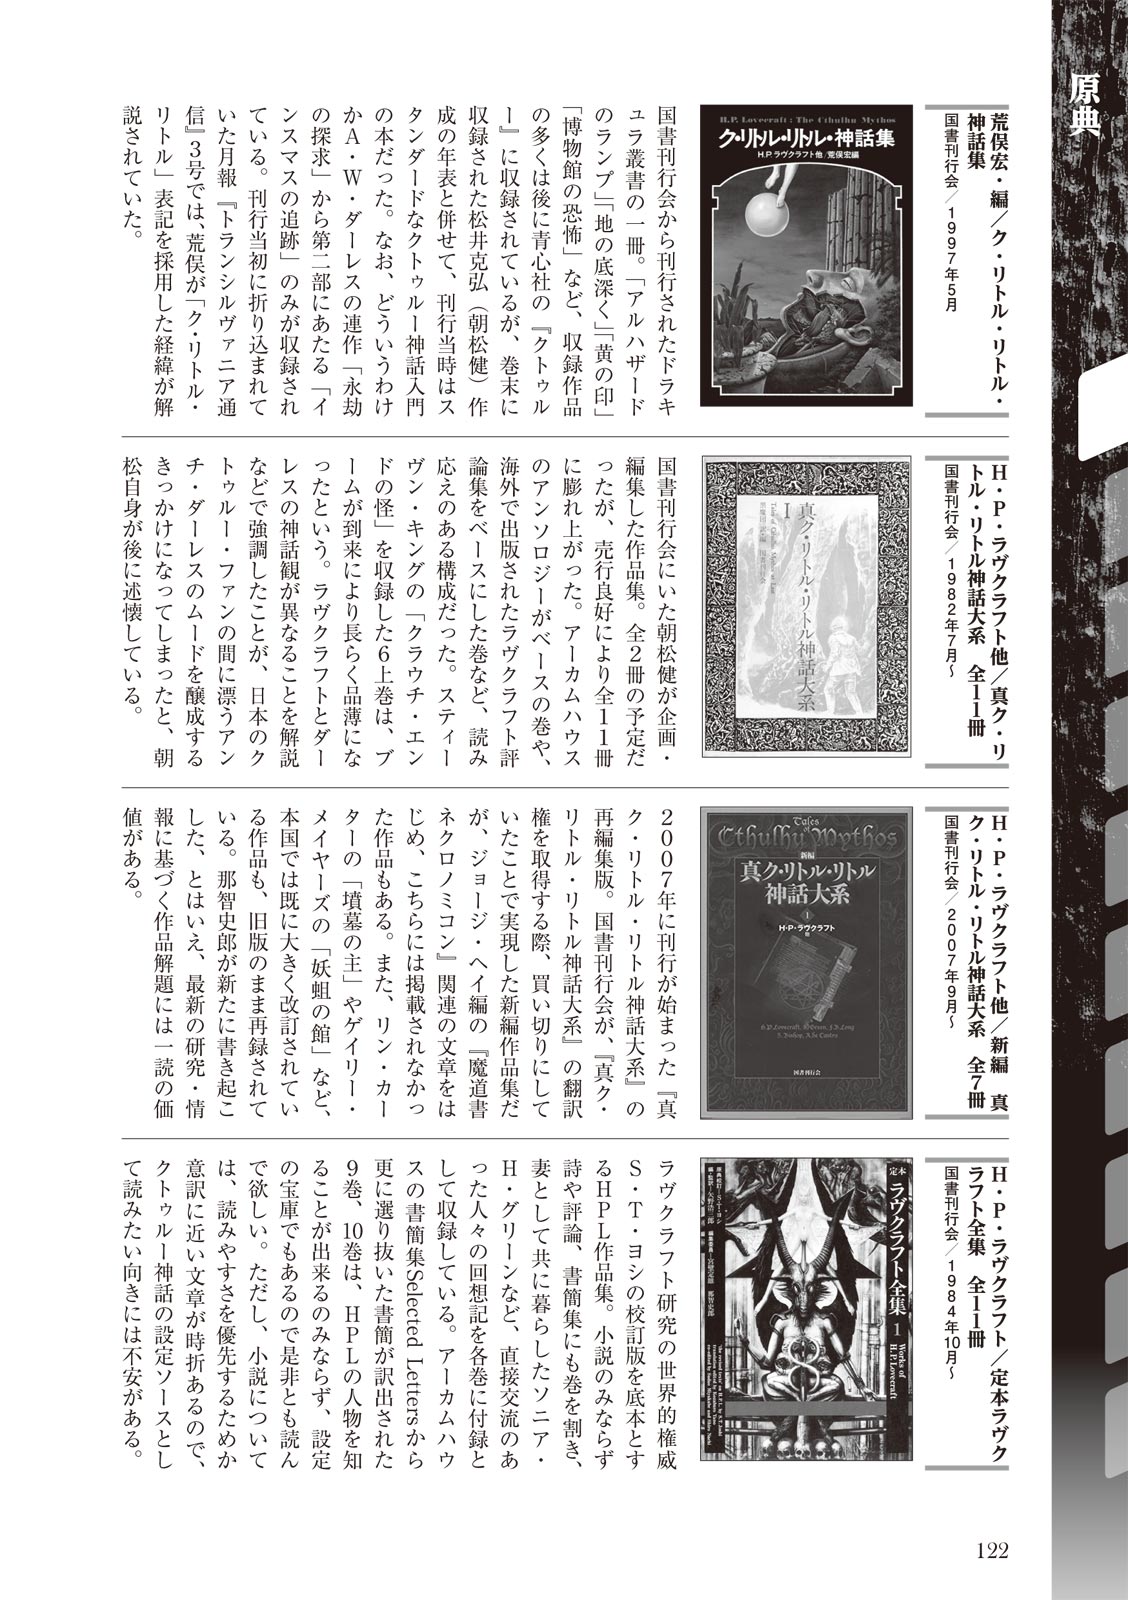 原典
荒俣宏・編／ク・リトル・リトル・
神話集
国書刊行会／1997年5月
H.P. Lovecraft : The Cthulhu Mythos
ク・リトル・リトル・神話集
H.P.ラヴクラフト他/荒俣宏編
国書刊行会から刊行されたドラキ
ュラ叢書の一冊。「アルハザード
のランプ」「地の底深く」「黄の印」
「博物館の恐怖」など、収録作品
の多くは後に青心社の『クトゥル
ー』に収録されているが、巻末に
収録された松井克弘（朝松健）作
成の年表と併せて、刊行当時はス
タンダードなクトゥルー神話入門
の本だった。なお、どういうわけ
かＡ・Ｗ・ダーレスの連作「永劫
の探求」から第二部にあたる「イ
ンスマスの追跡」のみが収録され
ている。刊行当初に折り込まれて
いた月報『トランシルヴァニア通
信』３号では、荒俣が「ク・リトル・
リトル」表記を採用した経緯が解
説されていた。
Ｈ・Ｐ・ラヴクラフト他／真ク・リ
トル・リトル神話大系　全１１冊
国書刊行会／1982年7月～
真ク・リトル・リトル神話大系
Ⅰ
国書刊行会にいた朝松健が企画・
編集した作品集。全２冊の予定だ
ったが、売行良好により全１１冊
に膨れ上がった。アーカムハウス
のアンソロジーがベースの巻や、
海外で出版されたラヴクラフト評
論集をベースにした巻など、読み
応えのある構成だった。スティー
ヴン・キングの「クラウチ・エン
ドの怪」を収録した６上巻は、ブ
ームが到来により長らく品薄にな
ったという。ラヴクラフトとダー
レスの神話観が異なることを解説
などで強調したことが、日本のク
トゥルー・ファンの間に漂うアン
チ・ダーレスのムードを醸成する
きっかけになってしまったと、朝
松自身が後に述懐している。
Ｈ・Ｐ・ラヴクラフト他／新編　真
ク・リトル・リトル神話大系　全７冊
国書刊行会／2007年9月～
Tales
of
Cthulhu Mythos
新編
真ク・リトル・リトル
神話大系
1
H・P・ラヴクラフト
他
H.P.Lovecraft, R.Deven, F.B.Long
S. Bishop, A.de Castro
国書刊行会
２００７年に刊行が始まった『真
ク・リトル・リトル神話大系』の
再編集版。国書刊行会が、『真ク・
リトル・リトル神話大系』の翻訳
権を取得する際、買い切りにして
いたことで実現した新編作品集だ
が、ジョージ・ヘイ編の『魔道書
ネクロノミコン』関連の文章をは
じめ、こちらには掲載されなかっ
た作品もある。また、リン・カー
ターの「墳墓の主」やゲイリー・
メイヤーズの「妖蛆の館」など、
本国では既に大きく改訂されてい
る作品も、旧版のまま再録されて
いる。那智史郎が新たに書き起こ
した、とはいえ、最新の研究・情
報に基づく作品解題には一読の価
値がある。
Ｈ・Ｐ・ラヴクラフト／定本ラヴク
ラフト全集　全１１冊
国書刊行会／1984年10月～
定本
ラヴクラフト全集
1
Works of
H.P.Lovecraft
ラヴクラフト研究の世界的権威
Ｓ・Ｔ・ヨシの校訂版を底本とす
るＨＰＬ作品集。小説のみならず
詩や評論、書簡集にも巻を割き、
妻として共に暮らしたソニア・
Ｈ・グリーンなど、直接交流のあ
った人々の回想記を各巻に付録と
して収録している。アーカムハウ
スの書簡集Selected Lettersから
更に選り抜いた書簡が訳出された
９巻、10巻は、ＨＰＬの人物を知
ることが出来るのみならず、設定
の宝庫でもあるので是非とも読ん
で欲しい。ただし、小説について
は、読みやすさを優先するためか
意訳に近い文章が時折あるので、
クトゥルー神話の設定ソースとし
て読みたい向きには不安がある。
122